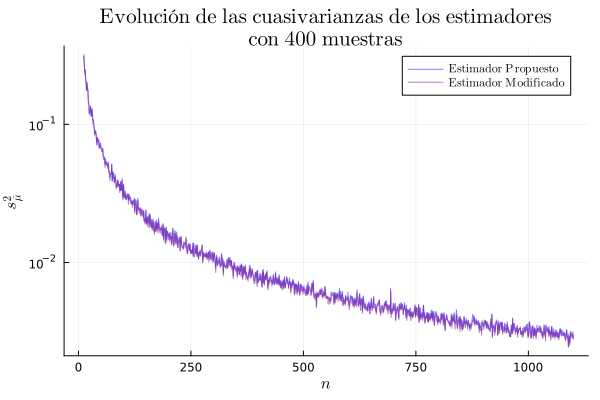 Evolución de las cuasivarianzas de los estimadores
con 400 muestras
Estimador Propuesto
Estimador Modificado
10⁻¹
10⁻²
s²_μ̂
0 250 500 750 1000
n